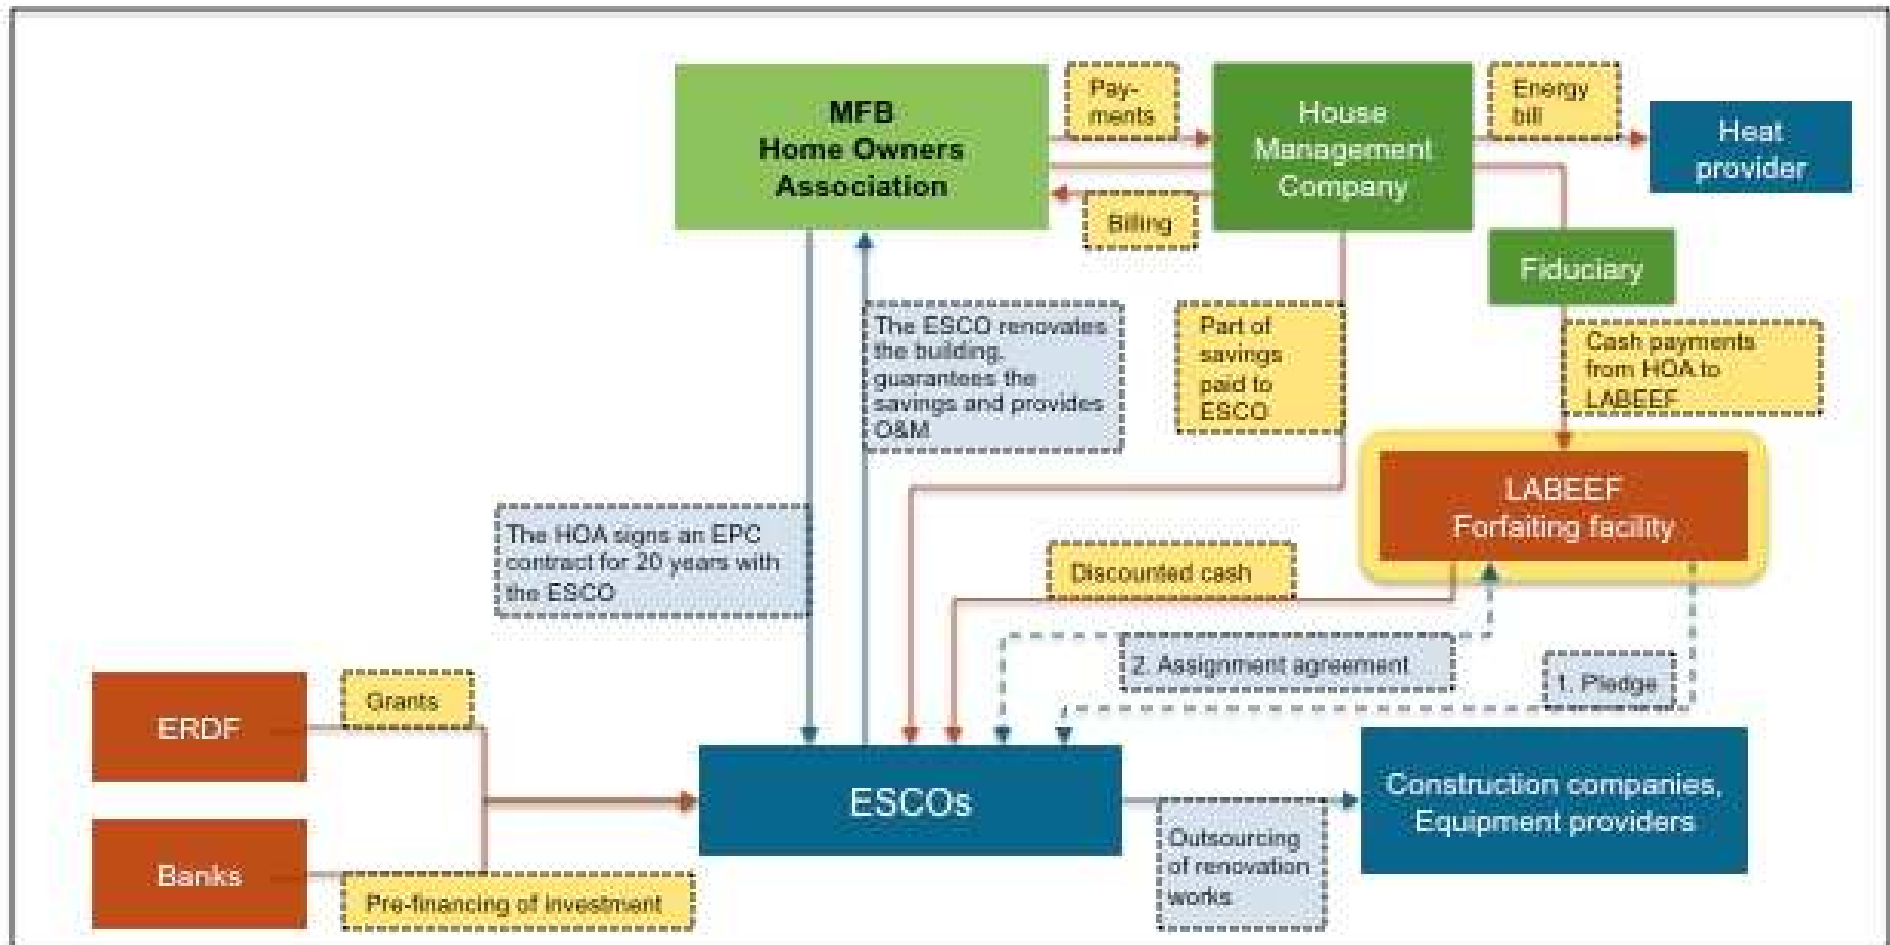 MFB
Home Owners
Association
Pay-
ments
House
Management
Company
Energy
bill
Heat
provider
Billing
Fiduciary
The ESCO renovates
the building,
guarantees the
savings and provides
O&M
Part of
savings
paid to
ESCO
Cash payments
from HOA to
LABEEF
LABEEF
Forfaiting facility
The HOA signs an EPC
contract for 20 years with
the ESCO
Discounted cash
2. Assignment agreement
1. Pledge
Grants
ERDF
ESCOs
Construction companies,
Equipment providers
Outsourcing
of renovation
works
Banks
Pre-financing of investment